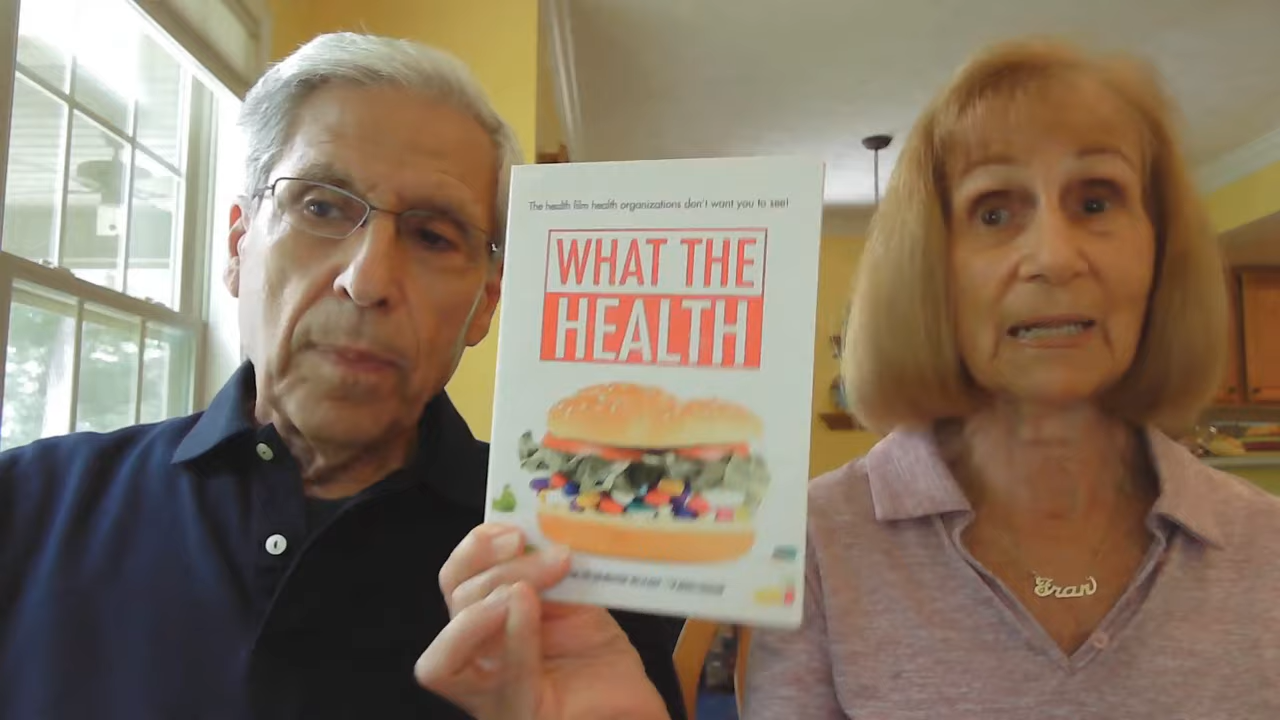 The health film health organizations don't want you to see!
WHAT THE
HEALTH
Fran